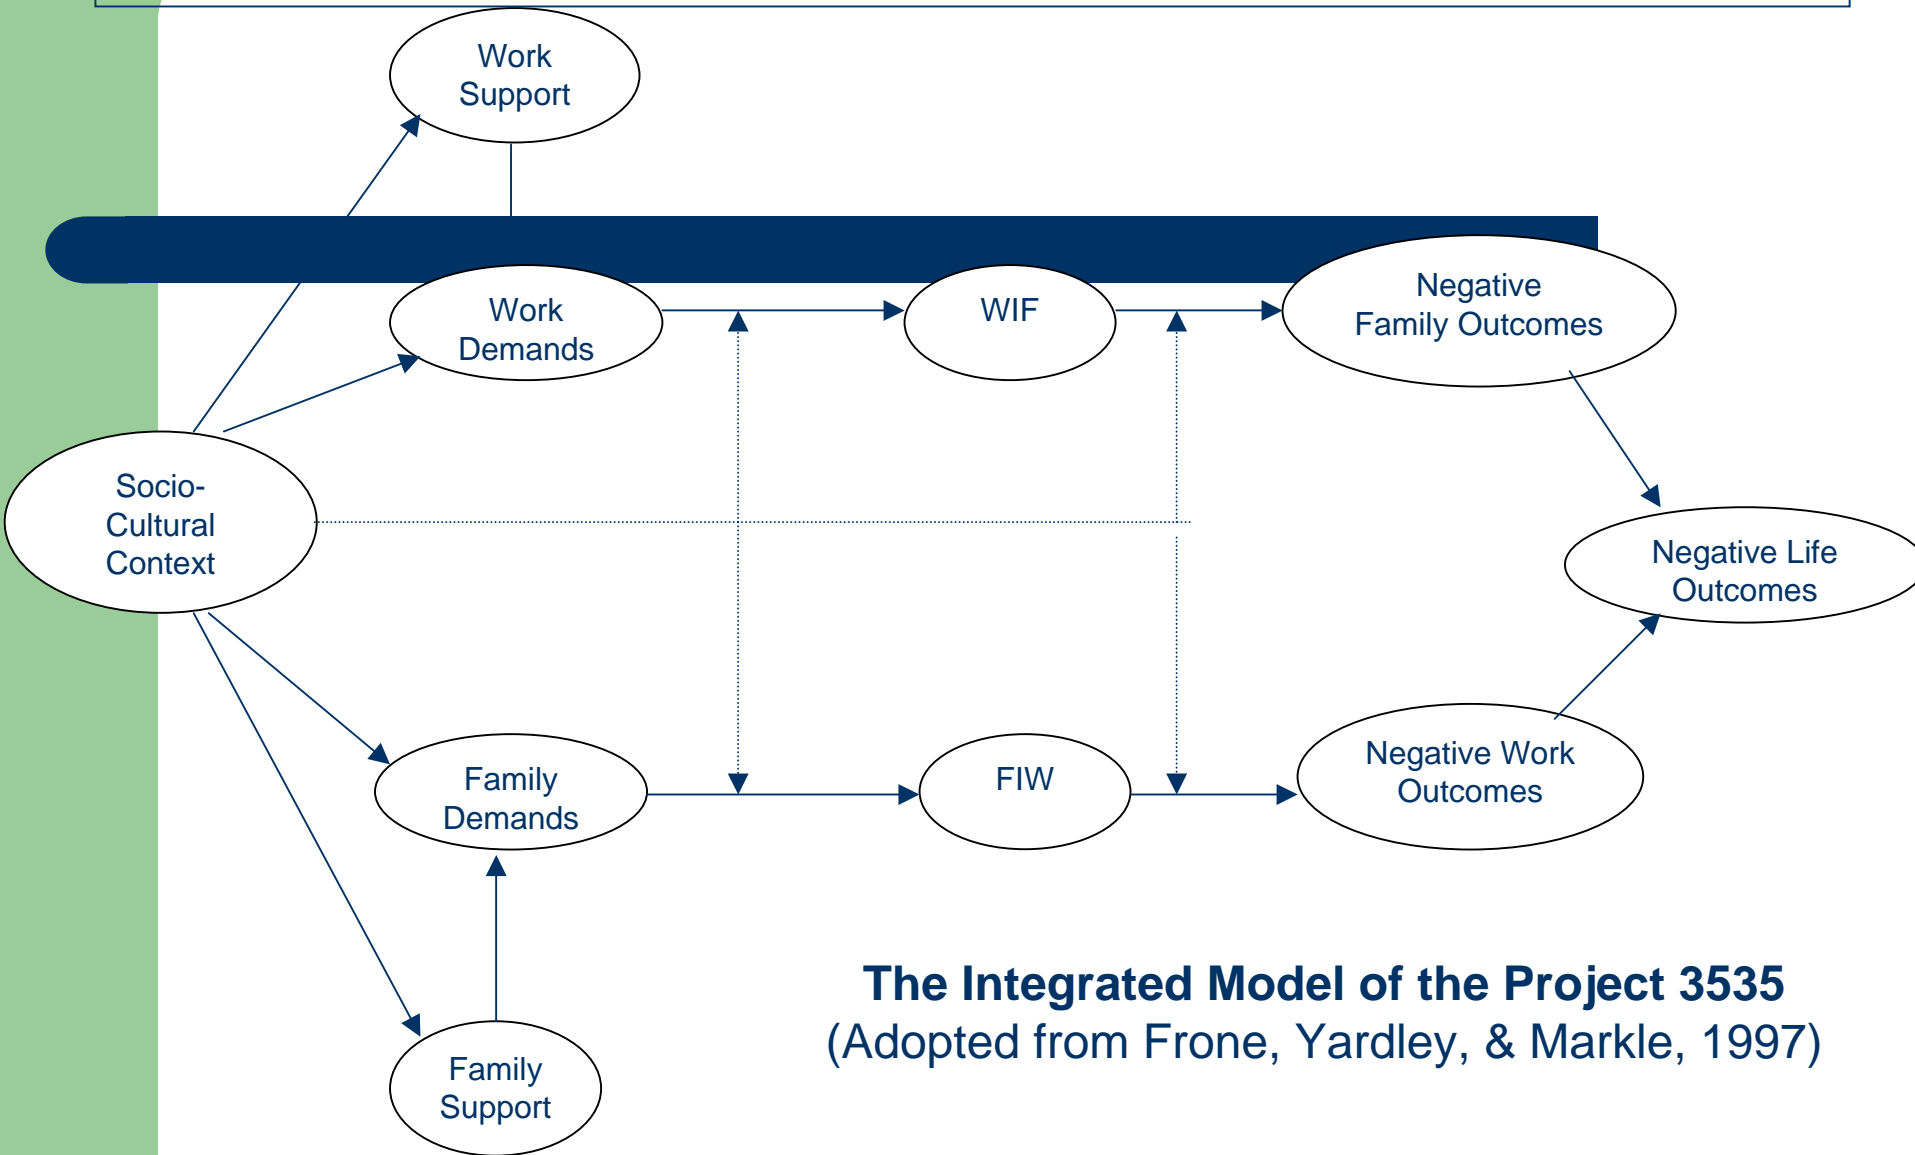 Work
Support
Work
Demands
WIF
Negative
Family Outcomes
Socio-
Cultural
Context
Negative Life
Outcomes
Family
Demands
FIW
Negative Work
Outcomes
The Integrated Model of the Project 3535
(Adopted from Frone, Yardley, & Markle, 1997)
Family
Support